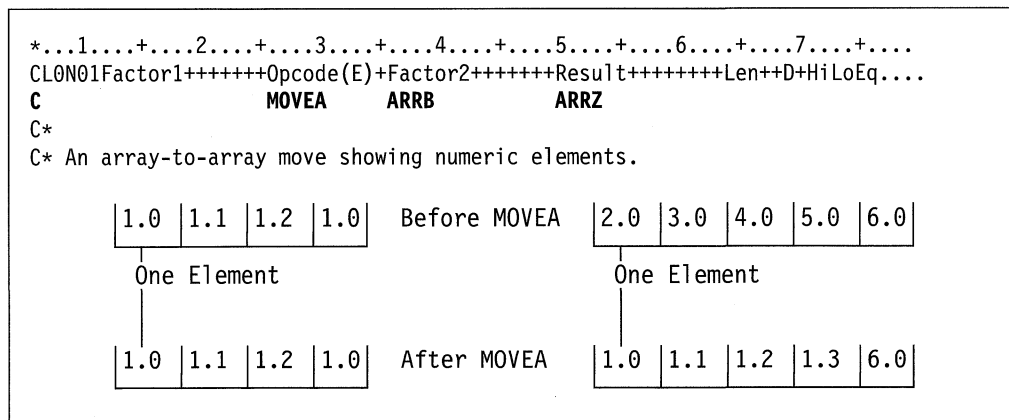 *...1....+....2....+....3....+....4....+....5....+....6....+....7....+....
CL0N01Factor1+++++++Opcode(E)+Factor2+++++++Result++++++++Len++D+HiLoEq....
C                   MOVEA     ARRB          ARRZ
C*
C* An array-to-array move showing numeric elements.
1.0 1.1 1.2 1.0 Before MOVEA 2.0 3.0 4.0 5.0 6.0
One Element One Element
1.0 1.1 1.2 1.0 After MOVEA 1.0 1.1 1.2 1.3 6.0